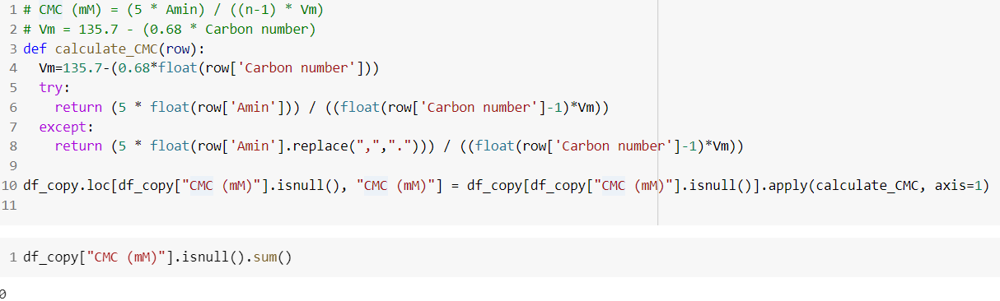 1 # CMC (mM) = (5 * Amin) / ((n-1) * Vm)
2 # Vm = 135.7 - (0.68 * Carbon number)
3 def calculate_CMC(row):
4   Vm=135.7-(0.68*float(row['Carbon number']))
5   try:
6     return (5 * float(row['Amin'])) / ((float(row['Carbon number']-1)*Vm))
7   except:
8     return (5 * float(row['Amin'].replace(",","."))) / ((float(row['Carbon number']-1)*Vm))
9
10 df_copy.loc[df_copy["CMC (mM)"].isnull(), "CMC (mM)"] = df_copy[df_copy["CMC (mM)"].isnull()].apply(calculate_CMC, axis=1)
11
1 df_copy["CMC (mM)"].isnull().sum()
0